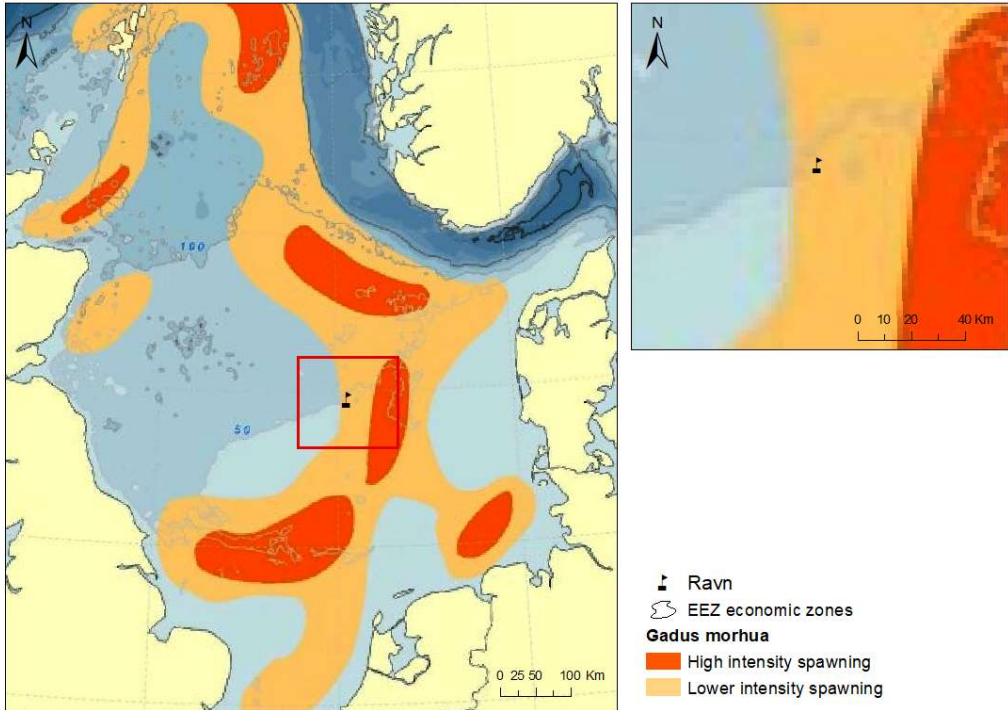 N
100
50
0 25 50 100 Km
N
0 10 20 40 Km
Ravn
EEZ economic zones
Gadus morhua
High intensity spawning
Lower intensity spawning